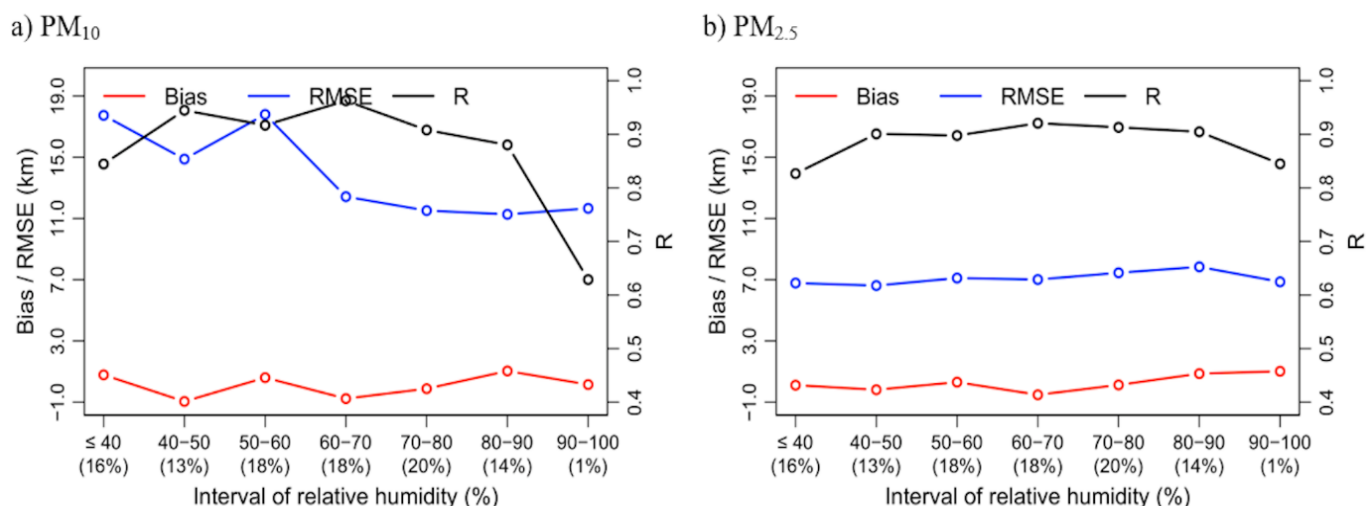 a) PM10
b) PM2.5
Bias RMSE R
Bias / RMSE (km)
19.0
15.0
11.0
7.0
3.0
−1.0
1.0
0.9
0.8
0.7
0.6
0.5
0.4
R
≤ 40 40−50 50−60 60−70 70−80 80−90 90−100
(16%) (13%) (18%) (18%) (20%) (14%) (1%)
Interval of relative humidity (%)
Bias RMSE R
Bias / RMSE (km)
19.0
15.0
11.0
7.0
3.0
−1.0
1.0
0.9
0.8
0.7
0.6
0.5
0.4
R
≤ 40 40−50 50−60 60−70 70−80 80−90 90−100
(16%) (13%) (18%) (18%) (20%) (14%) (1%)
Interval of relative humidity (%)